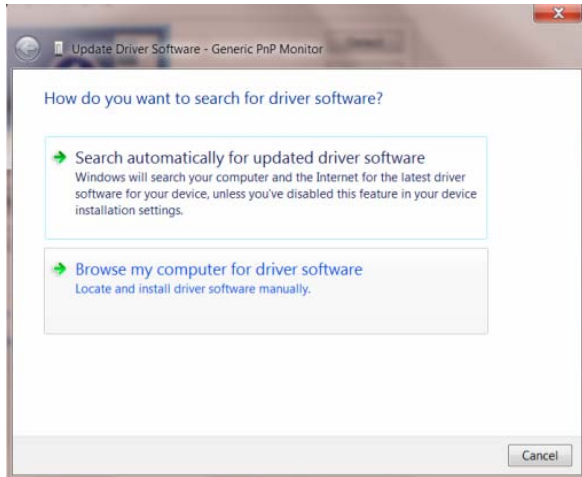 Update Driver Software - Generic PnP Monitor
How do you want to search for driver software?
Search automatically for updated driver software
Windows will search your computer and the Internet for the latest driver
software for your device, unless you've disabled this feature in your device
installation settings.
Browse my computer for driver software
Locate and install driver software manually.
Cancel